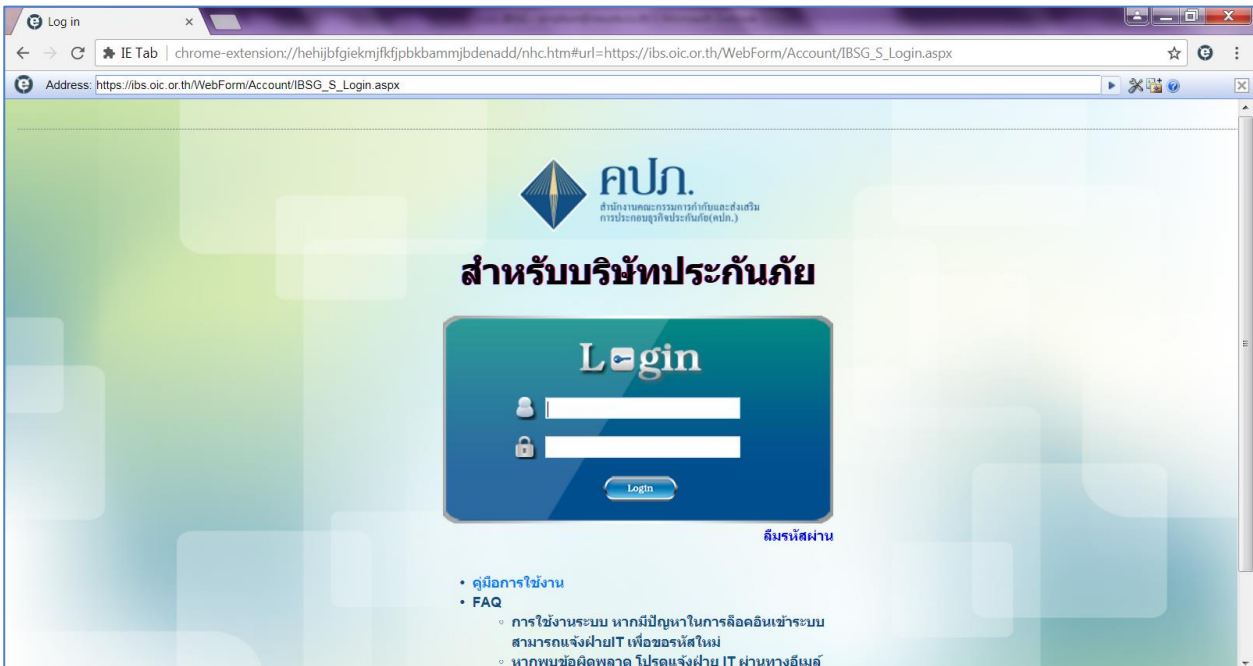 Log in
IE Tab
chrome-extension://hehijbfgiekmjfkfjpbkbammjbdenadd/nhc.htm#url=https://ibs.oic.or.th/WebForm/Account/IBSG_S_Login.aspx
Address: https://ibs.oic.or.th/WebForm/Account/IBSG_S_Login.aspx
คปภ.
สำนักงานคณะกรรมการกำกับและส่งเสริม
การประกอบธุรกิจประกันภัย(คปภ.)
สำหรับบริษัทประกันภัย
Login
Login
ลืมรหัสผ่าน
• คู่มือการใช้งาน
• FAQ
◦ การใช้งานระบบ หากมีปัญหาในการล็อคอินเข้าระบบ
สามารถแจ้งฝ่ายIT เพื่อขอรหัสใหม่
◦ หากพบข้อผิดพลาด โปรดแจ้งฝ่าย IT ผ่านทางอีเมล์